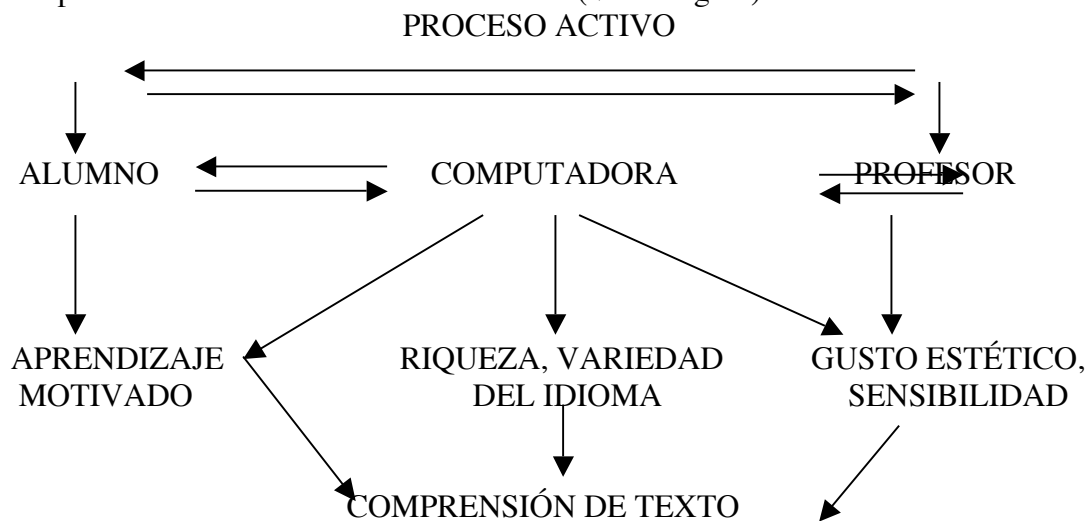 PROCESO ACTIVO
ALUMNO COMPUTADORA PROFESOR
APRENDIZAJE RIQUEZA, VARIEDAD GUSTO ESTÉTICO,
MOTIVADO DEL IDIOMA SENSIBILIDAD
COMPRENSIÓN DE TEXTO